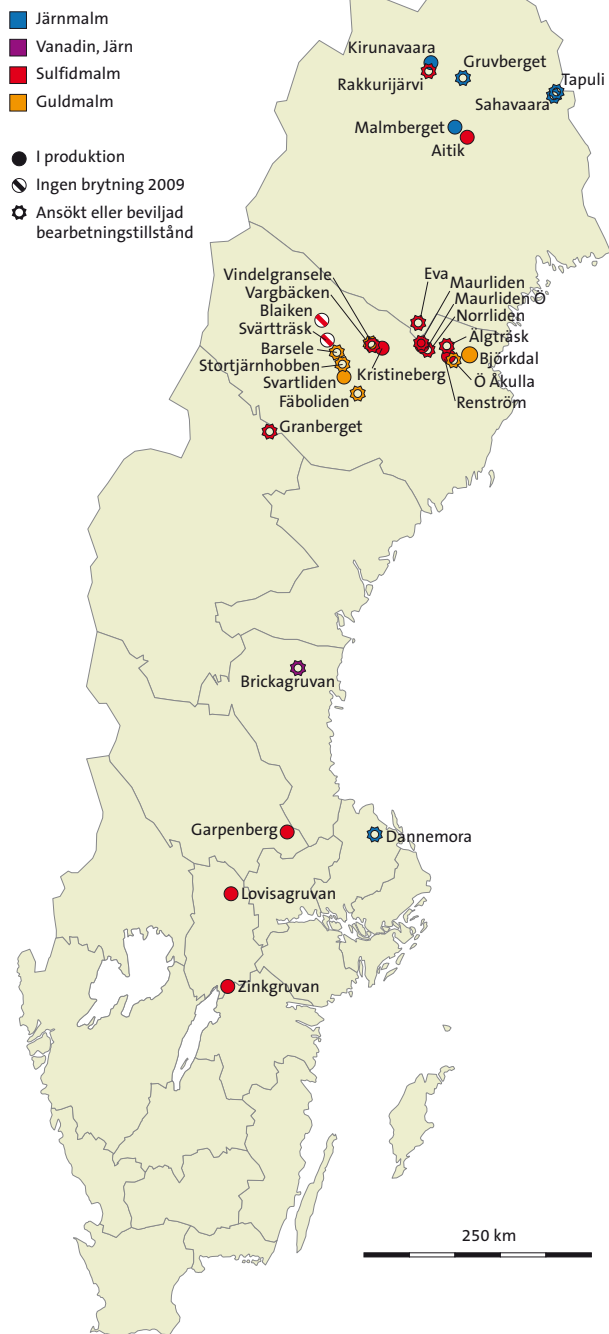 Järnmalm
Vanadin, Järn
Sulfidmalm
Guldmalm
I produktion
Ingen brytning 2009
Ansökt eller beviljad
bearbetningstillstånd
Kirunavaara
Gruvberget
Rakkurijärvi
Tapuli
Sahavaara
Malmberget
Aitik
Vindelgransele
Vargbäcken
Blaiken
Svärtträsk
Barsele
Stortjärnhobben
Svartliden
Fäboliden
Granberget
Kristineberg
Eva
Maurliden
Maurliden Ö
Norrliden
Älgträsk
Björkdal
Ö Åkulla
Renström
Brickagruvan
Garpenberg
Dannemora
Lovisagruvan
Zinkgruvan
250 km